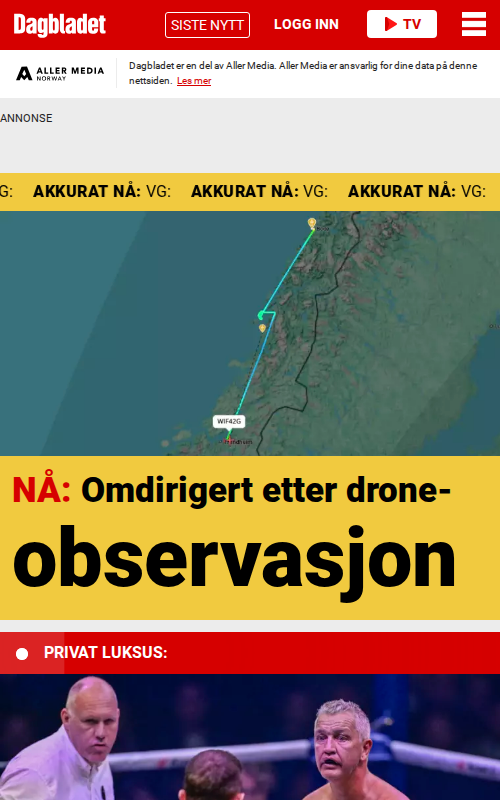 Dagbladet
SISTE NYTT
LOGG INN
TV
ALLER MEDIA
NORWAY
Dagbladet er en del av Aller Media. Aller Media er ansvarlig for dine data på denne
nettsiden. Les mer
ANNONSE
G: AKKURAT NÅ: VG: AKKURAT NÅ: VG: AKKURAT NÅ: VG:
WIF42G
NÅ: Omdirigert etter drone-
observasjon
PRIVAT LUKSUS: